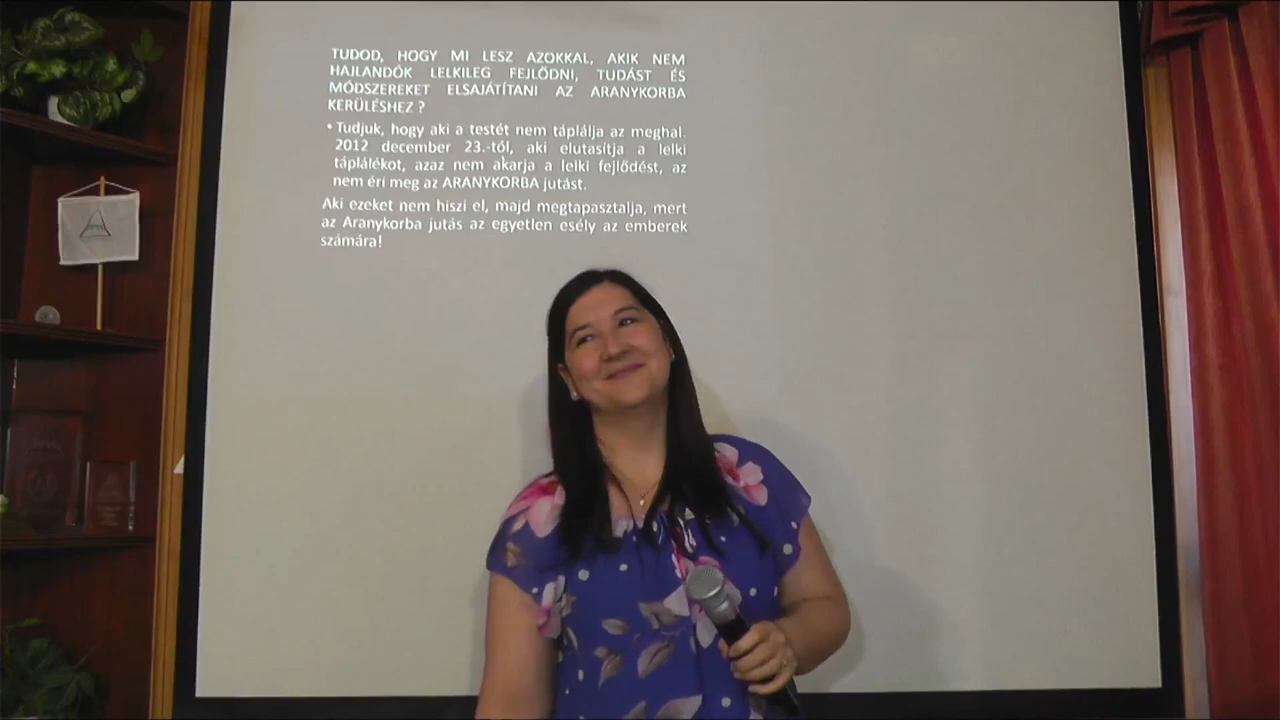 TUDOD, HOGY MI LESZ AZOKKAL, AKIK NEM
HAJLANDÓK LELKILEG FEJLŐDNI, TUDÁST ÉS
MÓDSZEREKET ELSAJÁTÍTANI AZ ARANYKORBA
KERÜLÉSHEZ ?
• Tudjuk, hogy aki a testét nem táplálja az meghal.
2012 december 23.-tól, aki elutasítja a lelki
táplálékot, azaz nem akarja a lelki fejlődést, az
nem éri meg az ARANYKORBA jutást.
Aki ezeket nem hiszi el, majd megtapasztalja, mert
az Aranykorba jutás az egyetlen esély az emberek
számára!